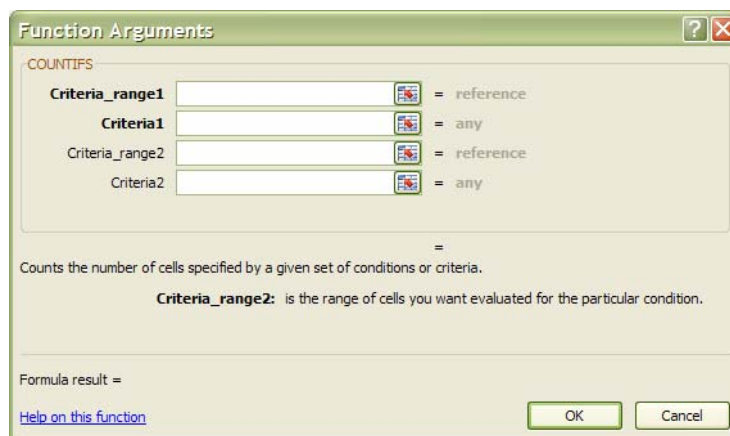 Function Arguments
COUNTIFS
Criteria_range1 = reference
Criteria1 = any
Criteria_range2 = reference
Criteria2 = any
=
Counts the number of cells specified by a given set of conditions or criteria.
Criteria_range2: is the range of cells you want evaluated for the particular condition.
Formula result =
Help on this function OK Cancel